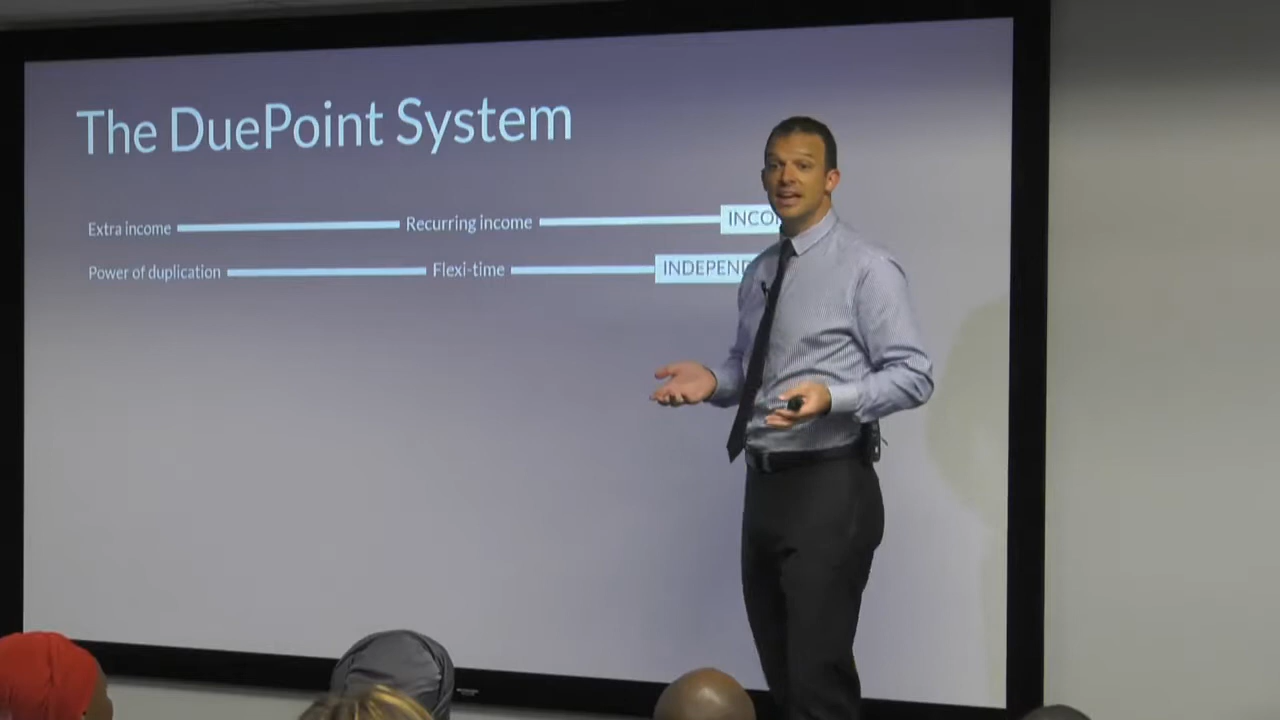 The DuePoint System
Extra income Recurring income
Power of duplication Flexi-time